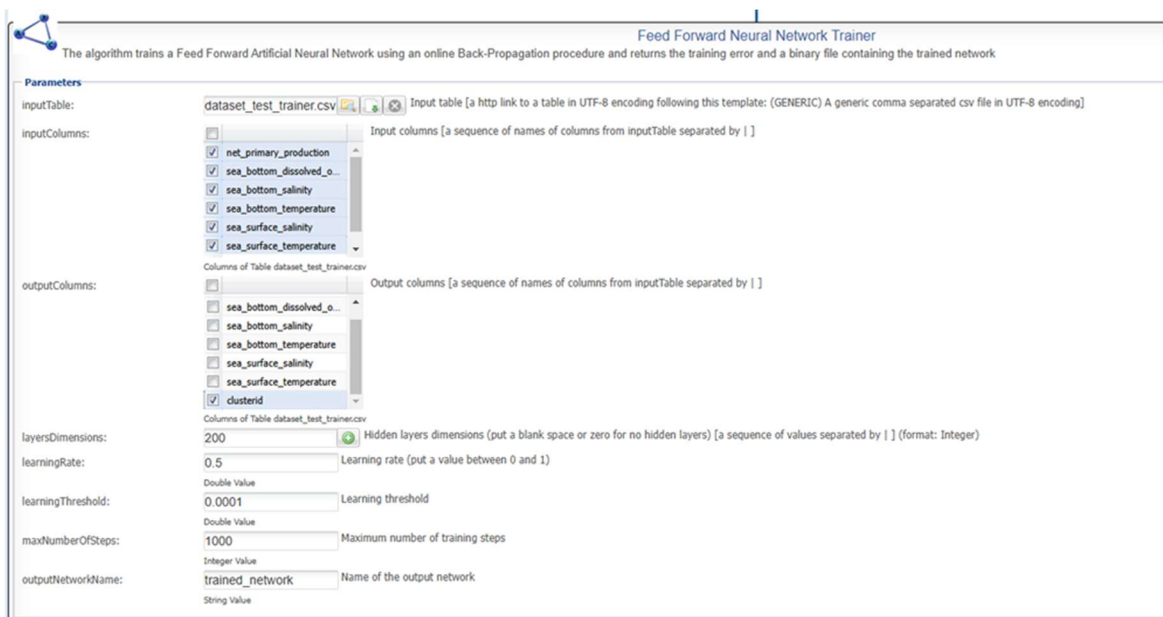 Feed Forward Neural Network Trainer
The algorithm trains a Feed Forward Artificial Neural Network using an online Back-Propagation procedure and returns the training error and a binary file containing the trained network
Parameters
inputTable:
dataset_test_trainer.csv
Input table [a http link to a table in UTF-8 encoding following this template: (GENERIC) A generic comma separated csv file in UTF-8 encoding]
inputColumns:
Input columns [a sequence of names of columns from inputTable separated by | ]
net_primary_production
sea_bottom_dissolved_o...
sea_bottom_salinity
sea_bottom_temperature
sea_surface_salinity
sea_surface_temperature
Columns of Table dataset_test_trainer.csv
outputColumns:
Output columns [a sequence of names of columns from inputTable separated by | ]
sea_bottom_dissolved_o...
sea_bottom_salinity
sea_bottom_temperature
sea_surface_salinity
sea_surface_temperature
clusterid
Columns of Table dataset_test_trainer.csv
layersDimensions:
200
Hidden layers dimensions (put a blank space or zero for no hidden layers) [a sequence of values separated by | ] (format: Integer)
learningRate:
0.5
Learning rate (put a value between 0 and 1)
Double Value
learningThreshold:
0.0001
Learning threshold
Double Value
maxNumberOfSteps:
1000
Maximum number of training steps
Integer Value
outputNetworkName:
trained_network
Name of the output network
String Value